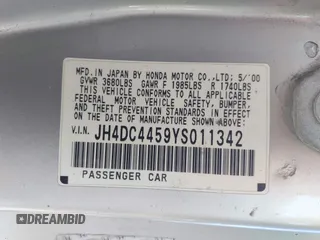 MFD. IN JAPAN BY HONDA MOTOR CO., LTD. 5/'00
GVWR 3680LBS GAWR F 1985LBS R 1740LBS
THIS VEHICLE CONFORMS TO ALL APPLICABLE
FEDERAL MOTOR VEHICLE SAFETY, BUMPER,
AND THEFT PREVENTION STANDARDS IN EFFECT
ON THE DATE OF MANUFACTURE SHOWN ABOVE.
V.I.N. JH4DC4459YS011342
PASSENGER CAR
AUTOBIDMASTER
DREAMBID